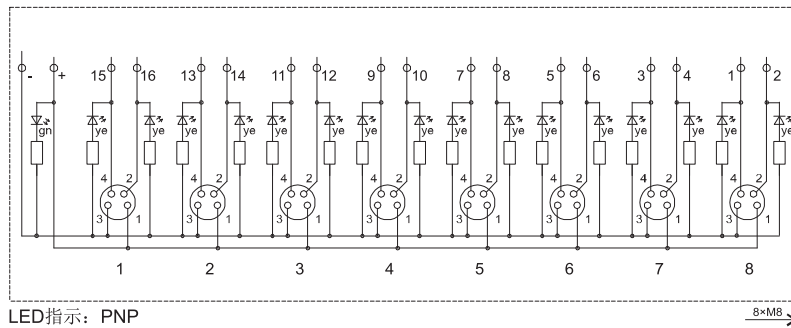 - + 15 16 13 14 11 12 9 10 7 8 5 6 3 4 1 2
gn ye ye ye ye ye ye ye ye ye ye ye ye ye ye ye ye
4 2 4 2 4 2 4 2 4 2 4 2 4 2 4 2
3 1 3 1 3 1 3 1 3 1 3 1 3 1 3 1
1 2 3 4 5 6 7 8
LED指示：PNP 8×M8